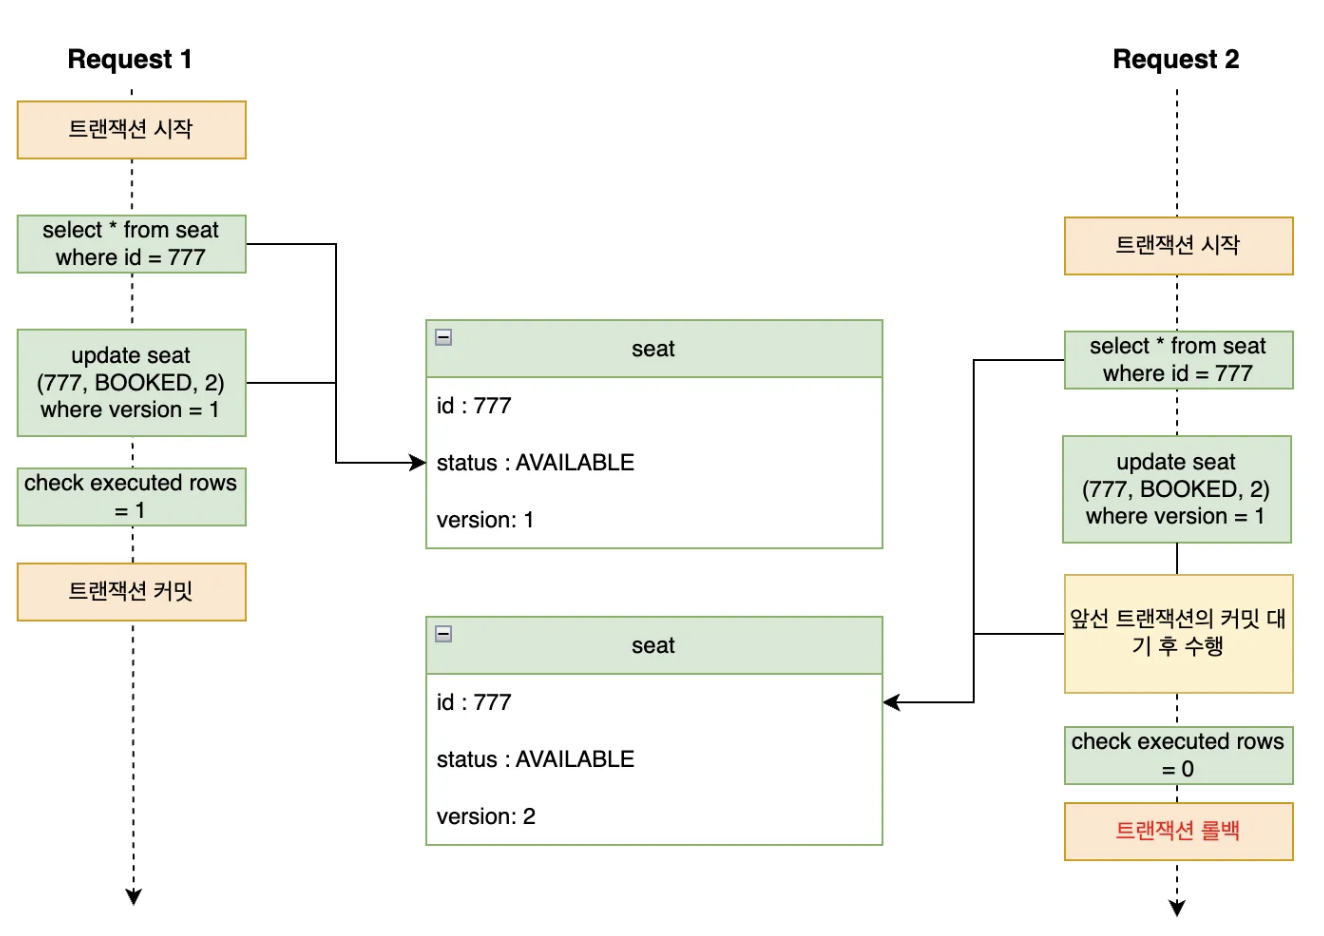 Request 1
트랜잭션 시작
select * from seat
where id = 777
update seat
(777, BOOKED, 2)
where version = 1
check executed rows
= 1
트랜잭션 커밋
seat
id : 777
status : AVAILABLE
version: 1
seat
id : 777
status : AVAILABLE
version: 2
Request 2
트랜잭션 시작
select * from seat
where id = 777
update seat
(777, BOOKED, 2)
where version = 1
앞선 트랜잭션의 커밋 대
기 후 수행
check executed rows
= 0
트랜잭션 롤백